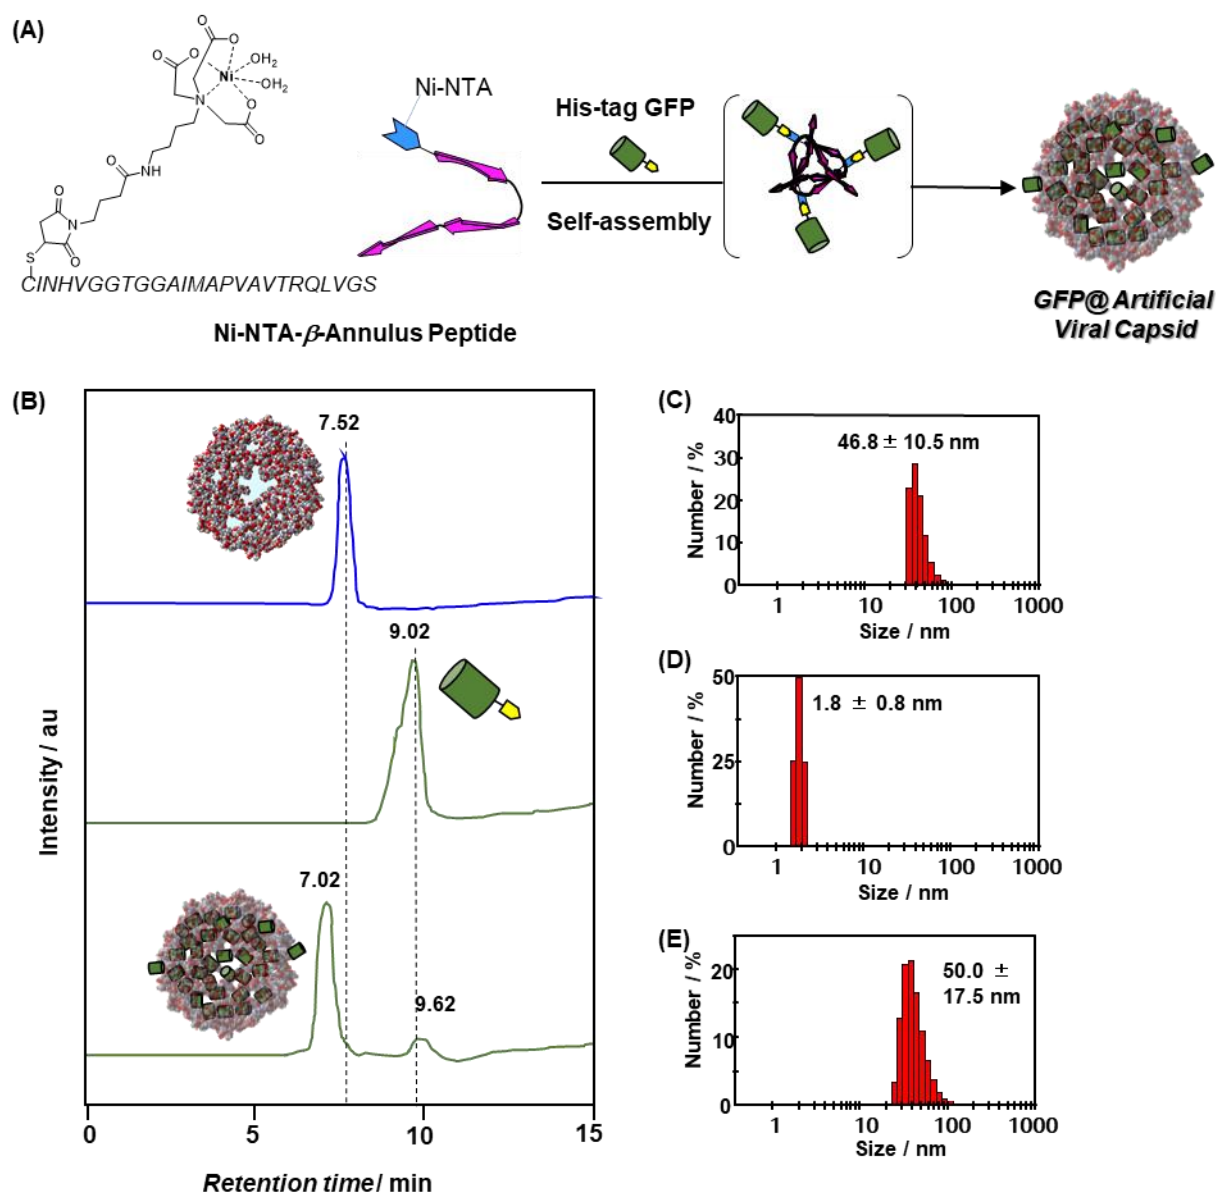 (A)
O
O
O
O
Ni
OH2
OH2
N
O
O
O
NH
O
N
O
S
CINHVGGTGGAIMAPVAVTRQLVGS
Ni-NTA-β-Annulus Peptide
Ni-NTA
His-tag GFP
Self-assembly
GFP@ Artificial
Viral Capsid
(B)
7.52
9.02
7.02
9.62
Intensity / au
0
5
10
15
Retention time/ min
(C)
40
30
20
10
0
46.8 ± 10.5 nm
Number / %
1
10
100
1000
Size / nm
(D)
50
25
0
1.8 ± 0.8 nm
Number / %
1
10
100
1000
Size / nm
(E)
20
10
0
50.0 ±
17.5 nm
Number / %
1
10
100
1000
Size / nm